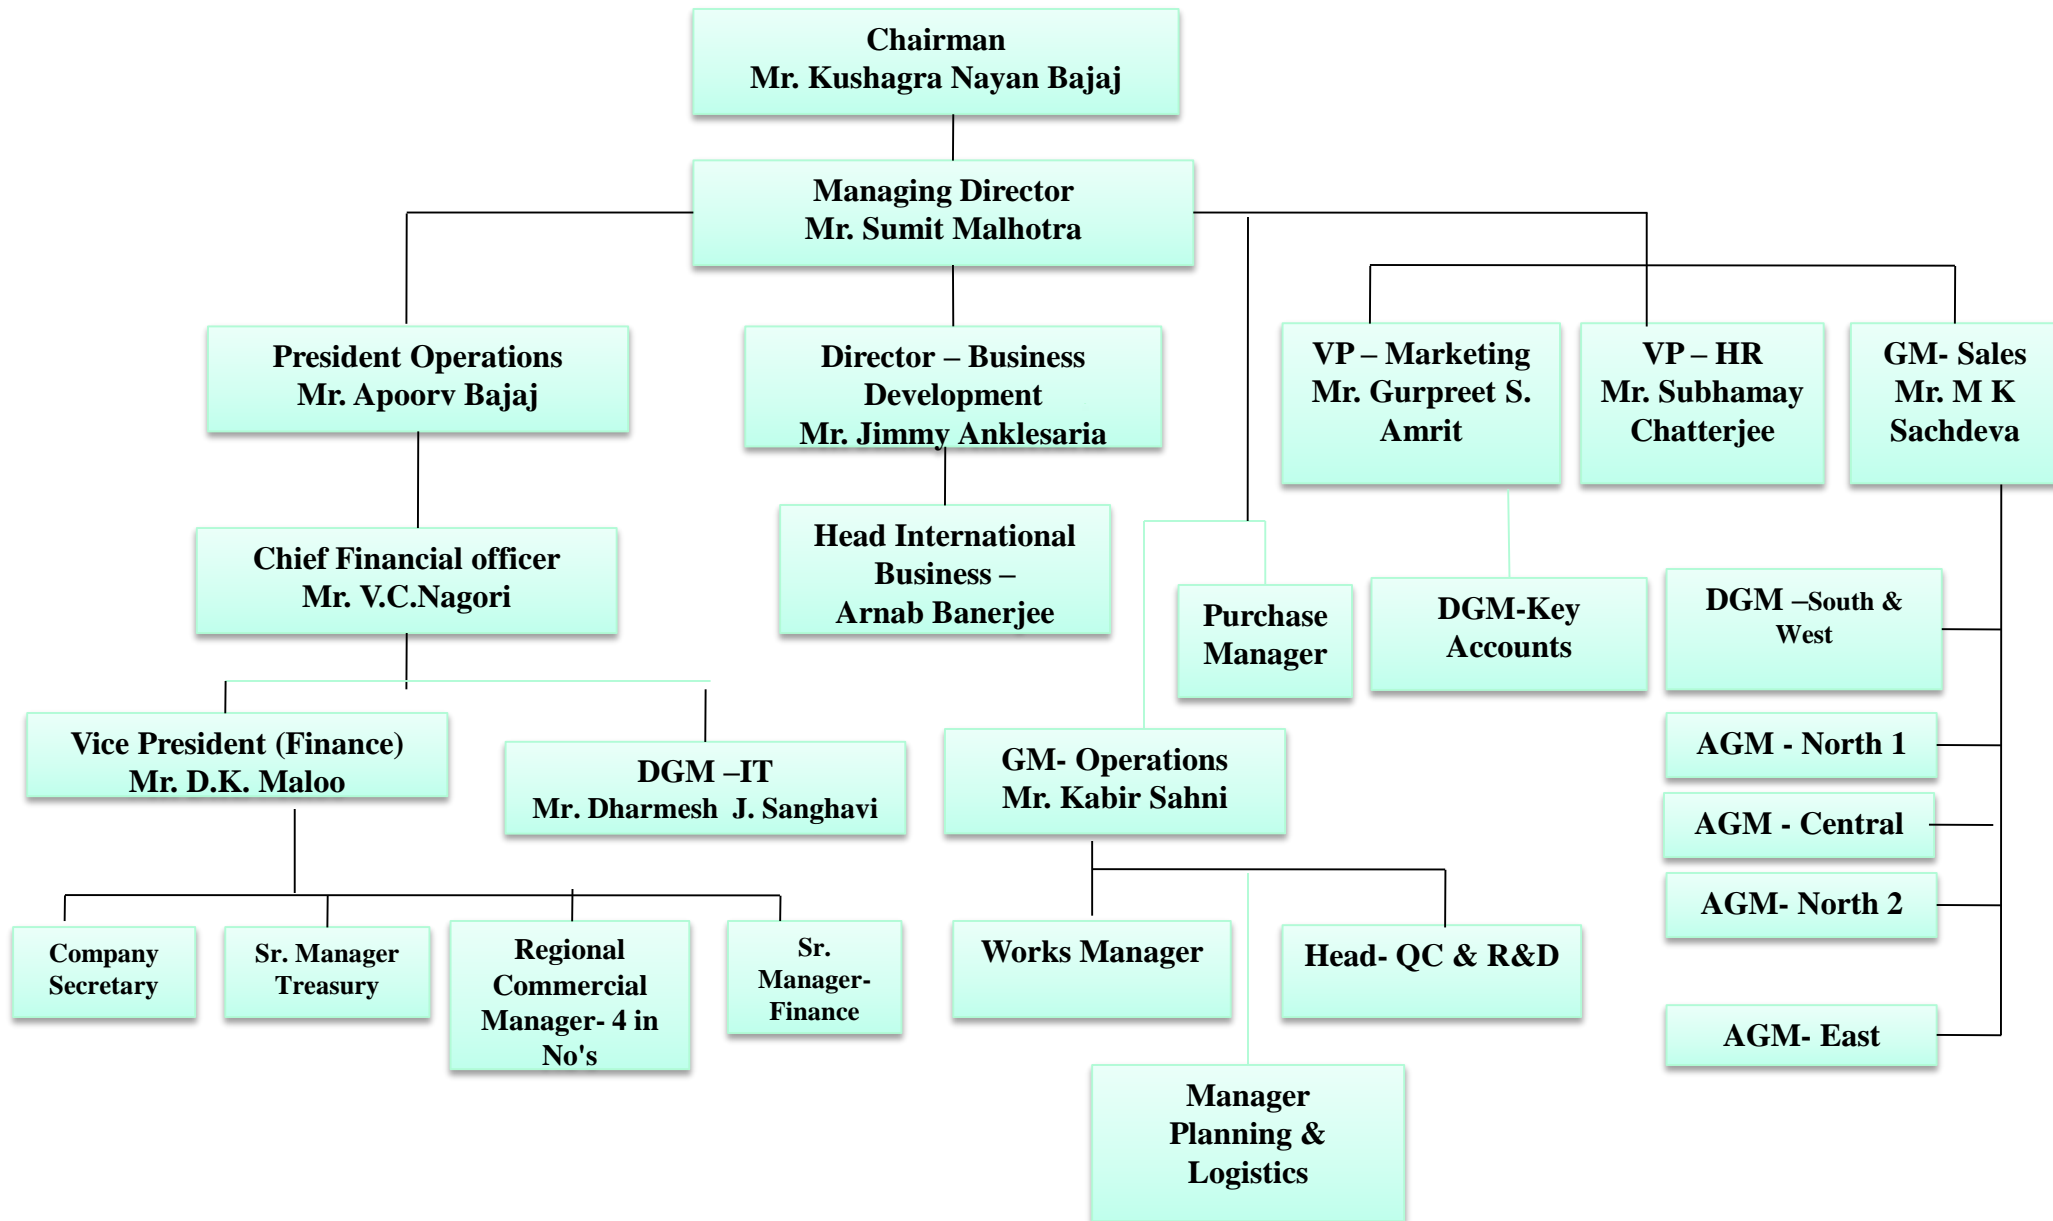 Chairman
Mr. Kushagra Nayan Bajaj
Managing Director
Mr. Sumit Malhotra
President Operations
Mr. Apoorv Bajaj
Director – Business
Development
Mr. Jimmy Anklesaria
VP – Marketing
Mr. Gurpreet S.
Amrit
VP – HR
Mr. Subhamay
Chatterjee
GM- Sales
Mr. M K
Sachdeva
Chief Financial officer
Mr. V.C.Nagori
Head International
Business –
Arnab Banerjee
Purchase
Manager
DGM-Key
Accounts
DGM –South &
West
Vice President (Finance)
Mr. D.K. Maloo
DGM –IT
Mr. Dharmesh J. Sanghavi
GM- Operations
Mr. Kabir Sahni
AGM - North 1
AGM - Central
AGM- North 2
AGM- East
Company
Secretary
Sr. Manager
Treasury
Regional
Commercial
Manager- 4 in
No's
Sr.
Manager-
Finance
Works Manager
Head- QC & R&D
Manager
Planning &
Logistics